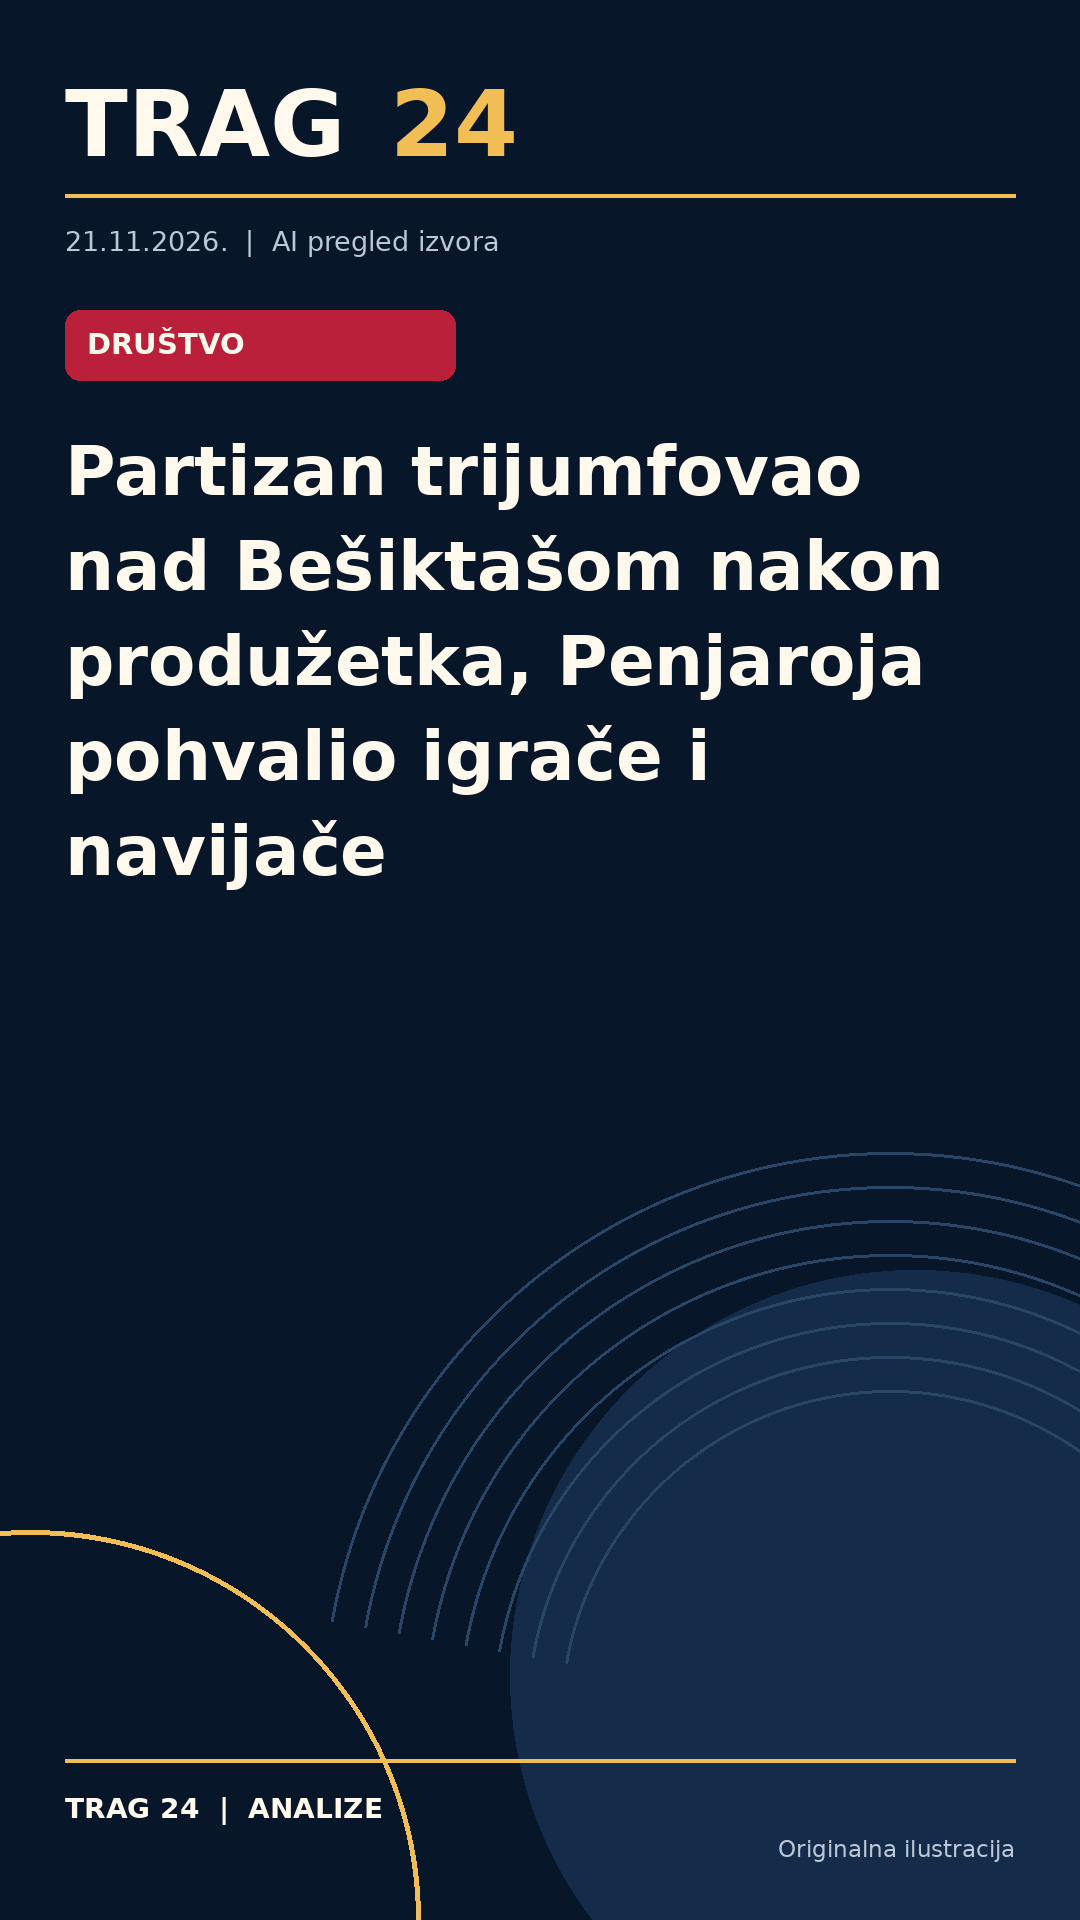 TRAG 24
21.11.2026. | AI pregled izvora
DRUŠTVO
Partizan trijumfovao
nad Bešiktašom nakon
produžetka, Penjaroja
pohvalio igrače i
navijače
TRAG 24 | ANALIZE
Originalna ilustracija